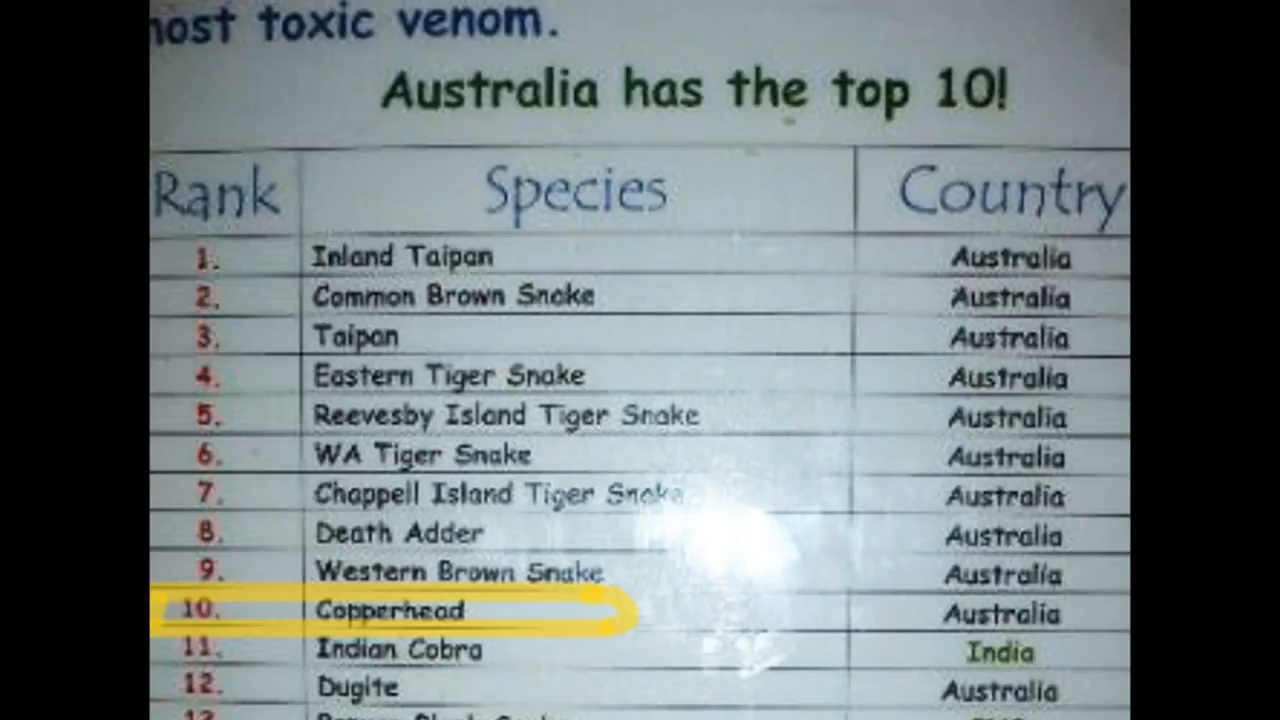 most toxic venom.
Australia has the top 10!
Rank Species Country
1. Inland Taipan Australia
2. Common Brown Snake Australia
3. Taipan Australia
4. Eastern Tiger Snake Australia
5. Reevesby Island Tiger Snake Australia
6. WA Tiger Snake Australia
7. Chappell Island Tiger Snake Australia
8. Death Adder Australia
9. Western Brown Snake Australia
10. Copperhead Australia
11. Indian Cobra India
12. Dugite Australia